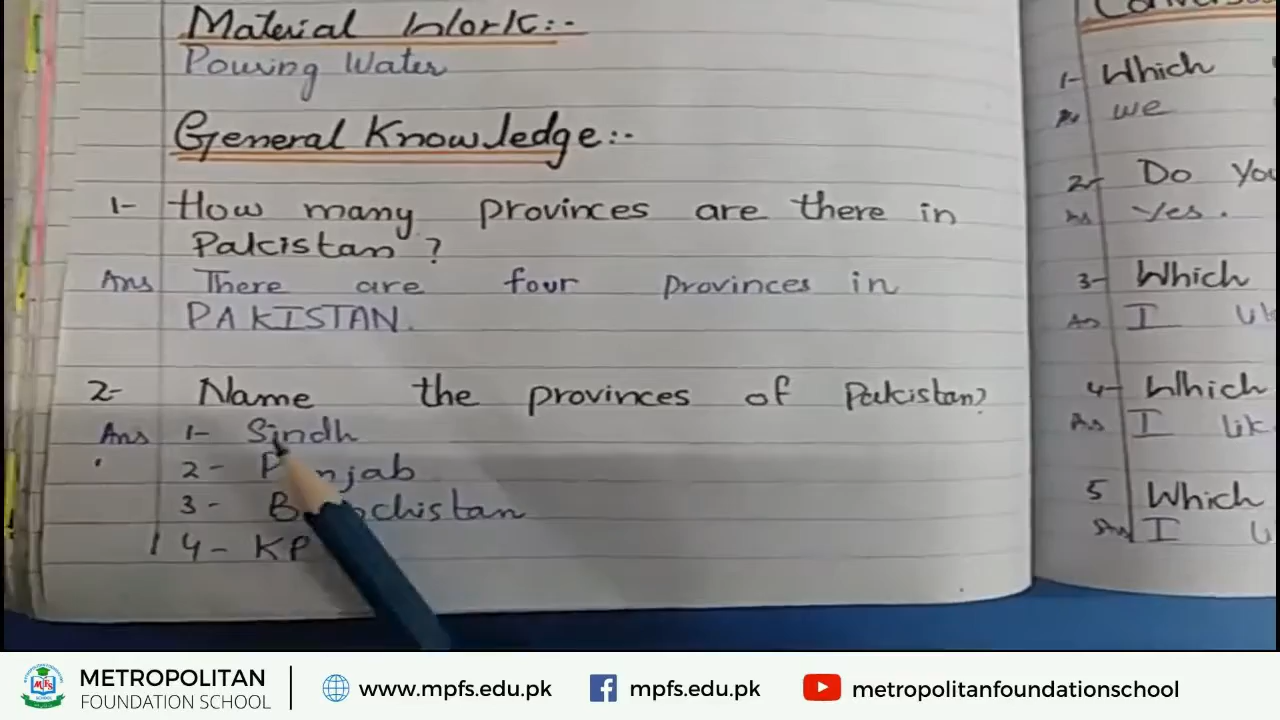 Material Work:-
Pouring Water
General Knowledge:-
1- How many provinces are there in
Pakistan?
Ans There are four provinces in
PAKISTAN.
2- Name the provinces of Pakistan?
Ans 1- Sindh
2- Punjab
3- Balochistan
4- KP
Conversa
1- Which
we
2- Do You
Ans Yes.
3- Which
Ans I
4- Which
Ans I lik
5 Which
Ans I
METROPOLITAN
FOUNDATION SCHOOL
www.mpfs.edu.pk
mpfs.edu.pk
metropolitanfoundationschool